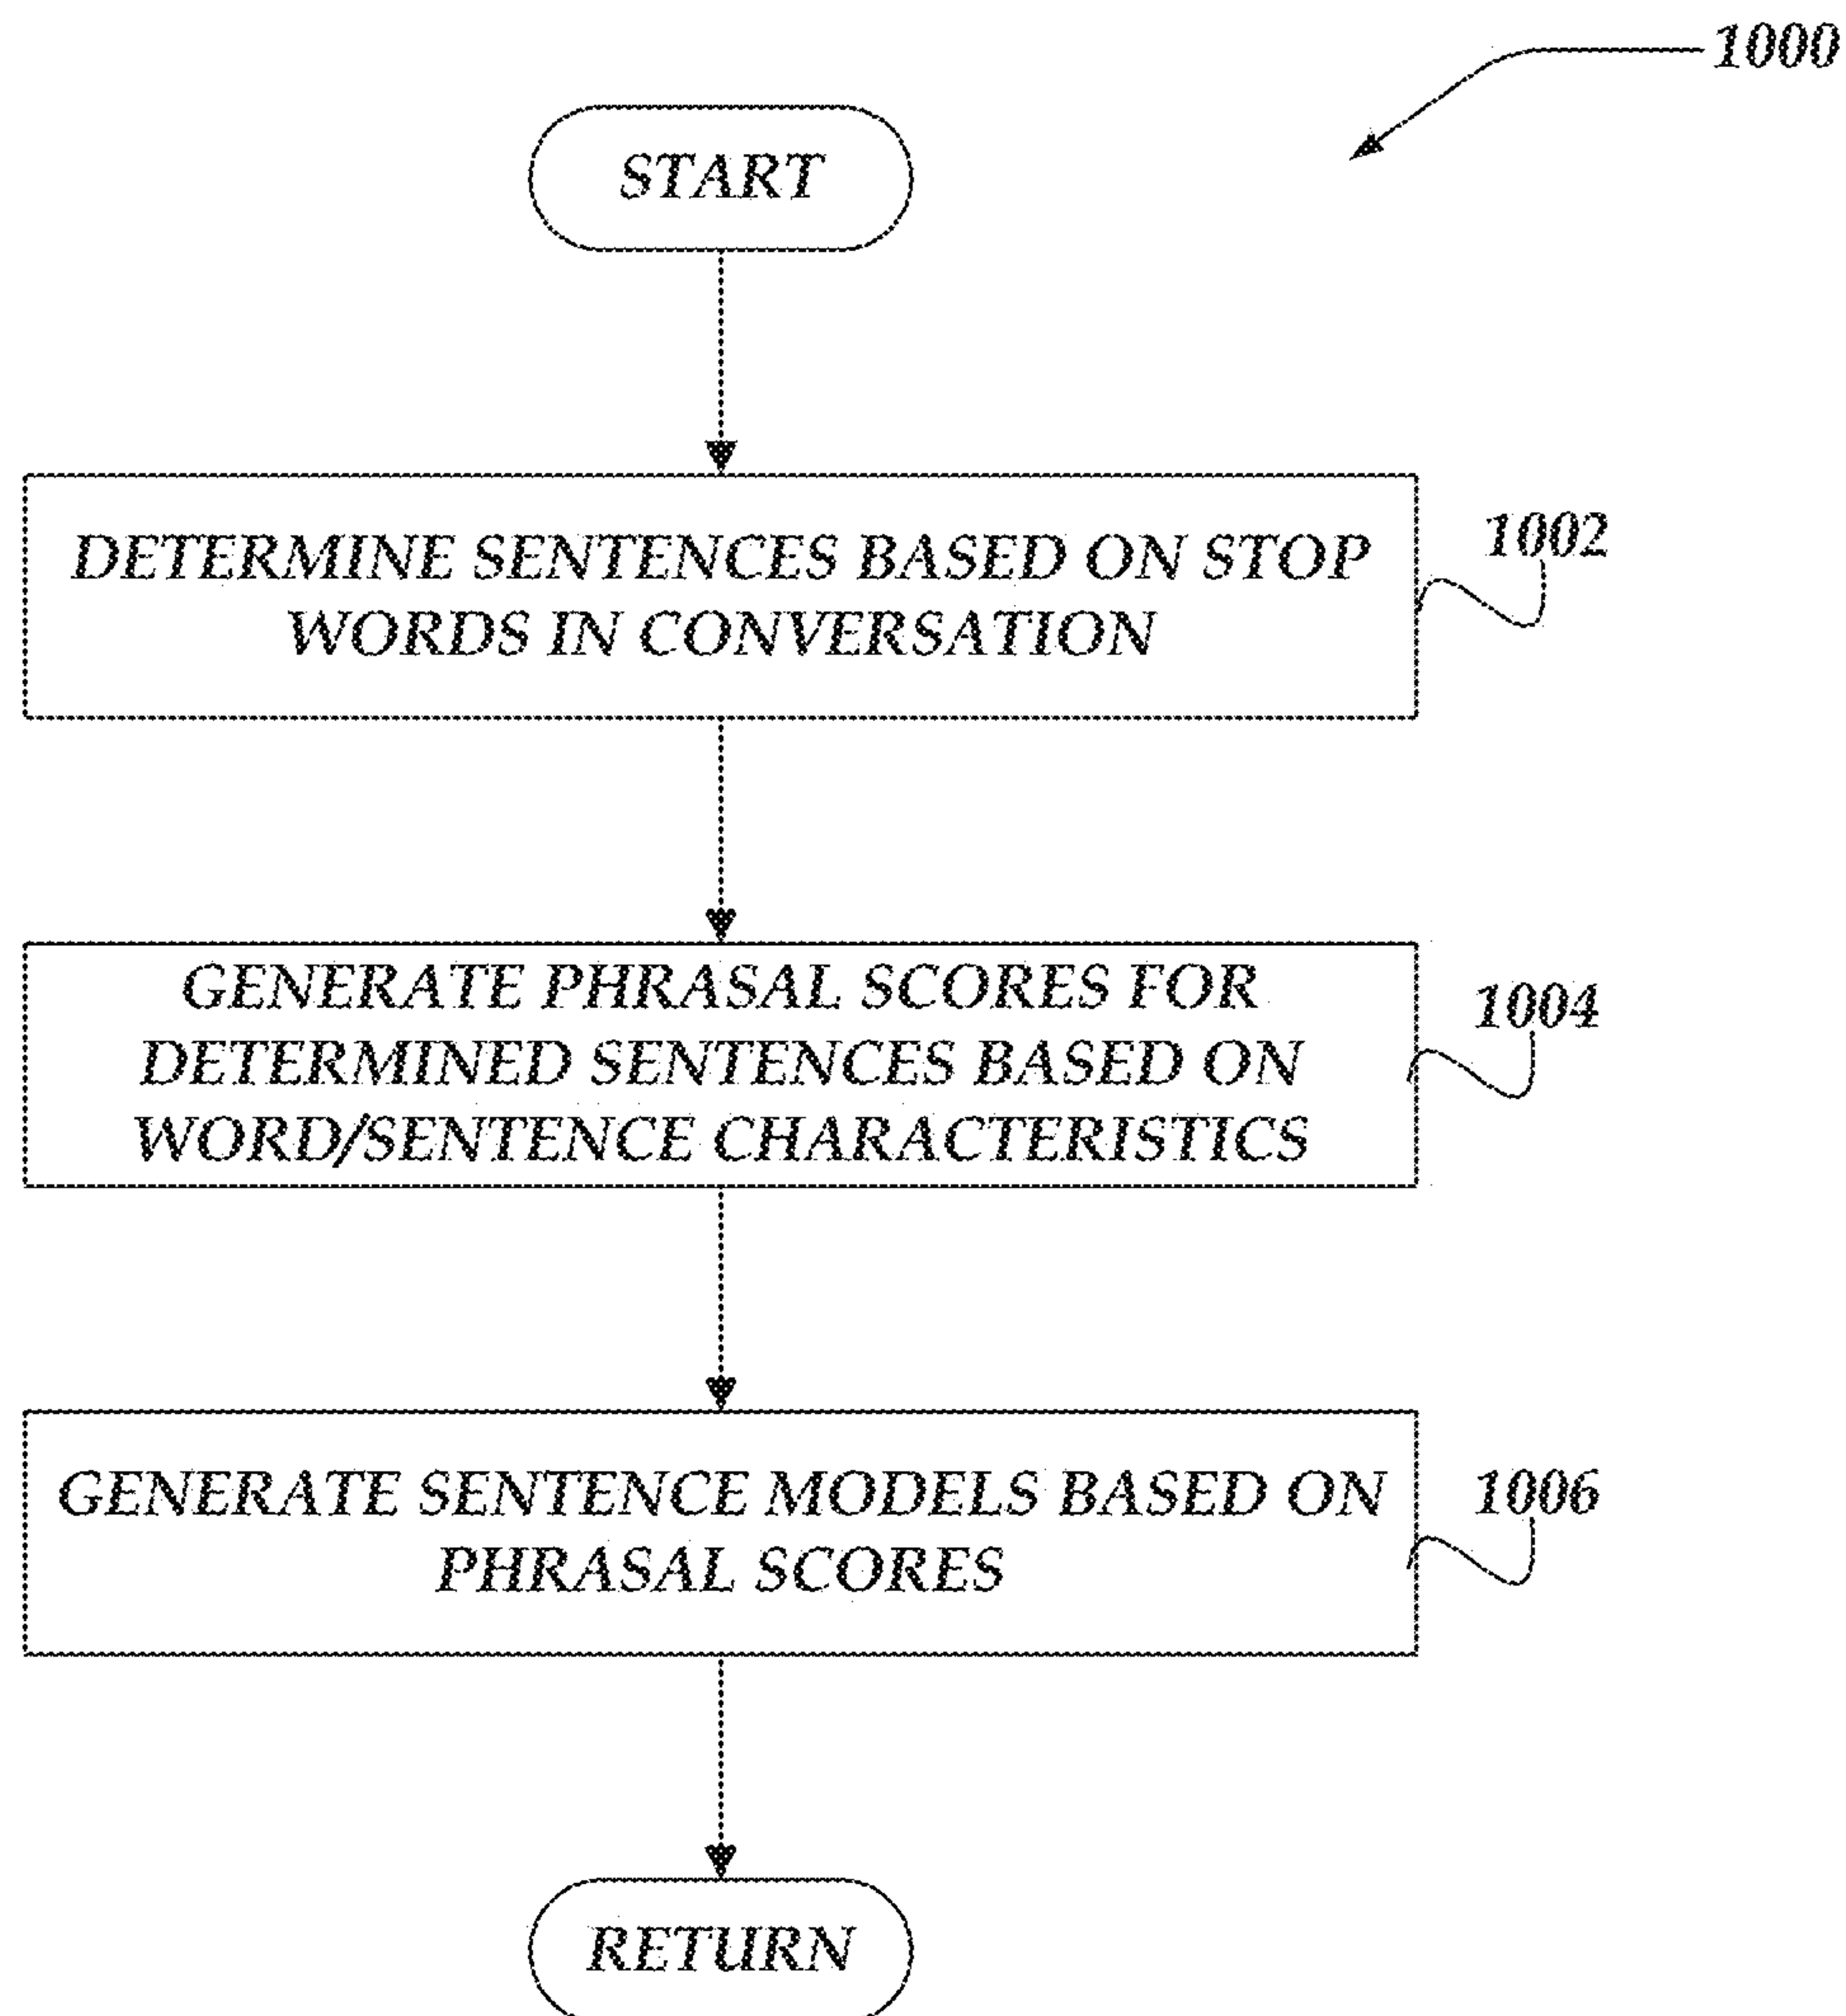 1000
START
DETERMINE SENTENCES BASED ON STOP
WORDS IN CONVERSATION
1002
GENERATE PHRASAL SCORES FOR
DETERMINED SENTENCES BASED ON
WORD/SENTENCE CHARACTERISTICS
1004
GENERATE SENTENCE MODELS BASED ON
PHRASAL SCORES
1006
RETURN